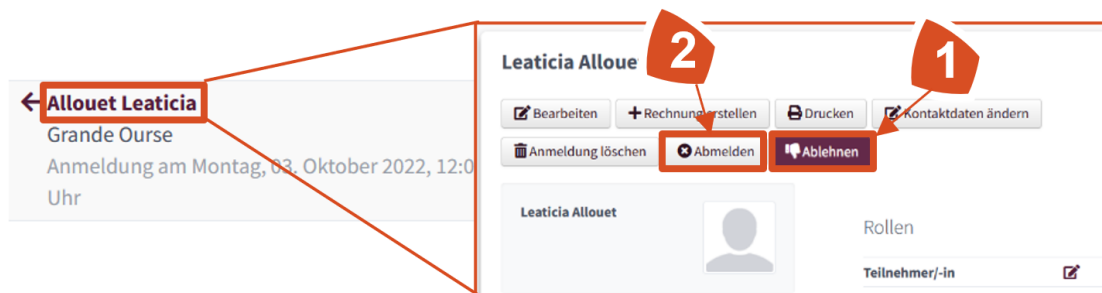 Allouet Leaticia
Grande Ourse
Anmeldung am Montag, 03. Oktober 2022, 12:0
Uhr
Leaticia Alloue
2
1
Bearbeiten
Rechnung erstellen
Drucken
Kontaktdaten ändern
Anmeldung löschen
Abmelden
Ablehnen
Leaticia Allouet
Rollen
Teilnehmer/-in